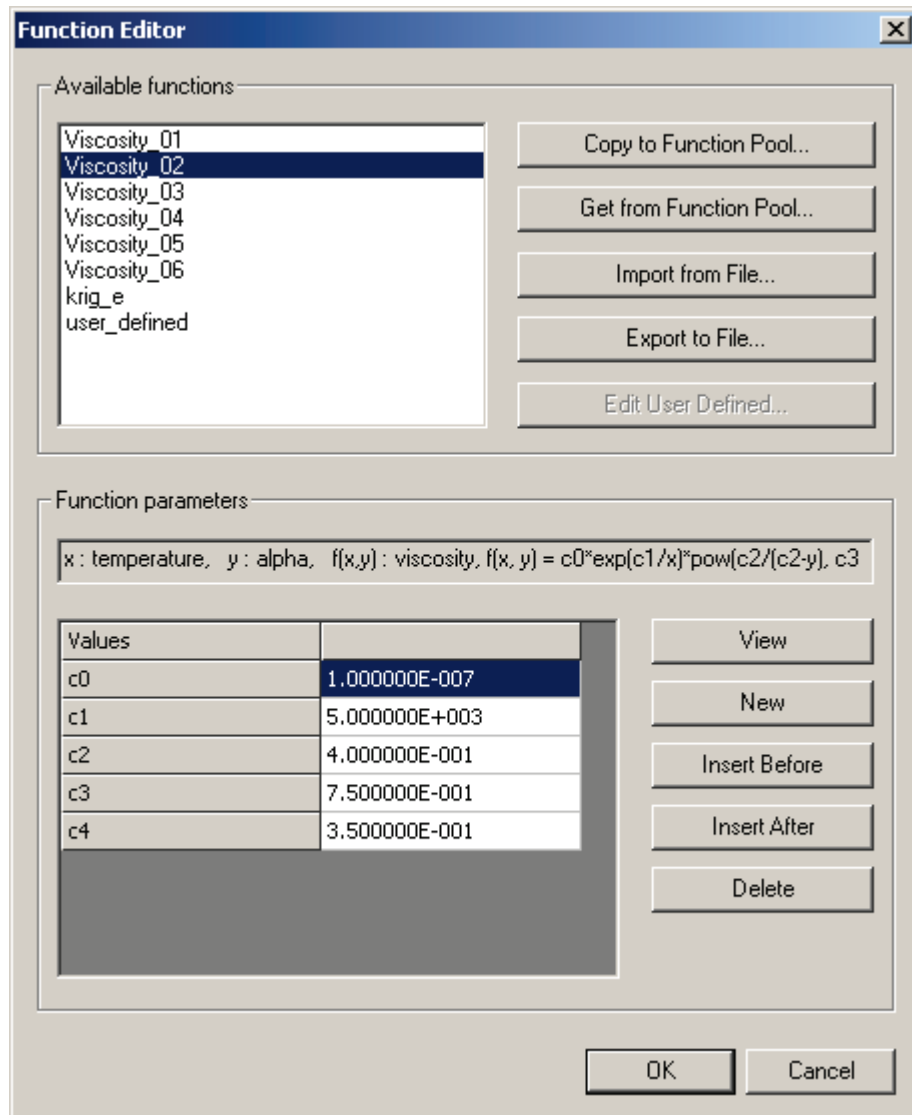 Function Editor
Available functions
Viscosity_01
Viscosity_02
Viscosity_03
Viscosity_04
Viscosity_05
Viscosity_06
krig_e
user_defined
Copy to Function Pool...
Get from Function Pool...
Import from File...
Export to File...
Edit User Defined...
Function parameters
x : temperature, y : alpha, f(x,y) : viscosity, f(x, y) = c0*exp(c1/x)*pow(c2/(c2-y), c3
Values
c0 1.000000E-007
c1 5.000000E+003
c2 4.000000E-001
c3 7.500000E-001
c4 3.500000E-001
View
New
Insert Before
Insert After
Delete
OK Cancel